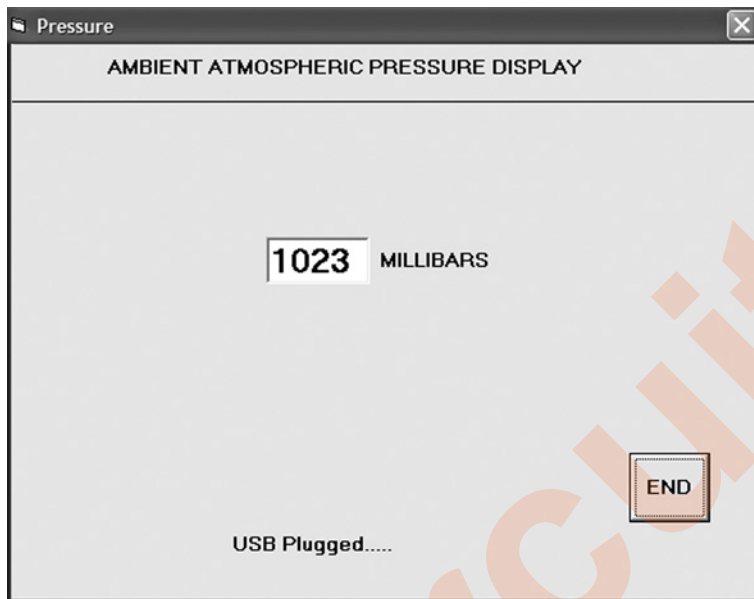 Pressure
AMBIENT ATMOSPHERIC PRESSURE DISPLAY
1023 MILLIBARS
END
USB Plugged.....